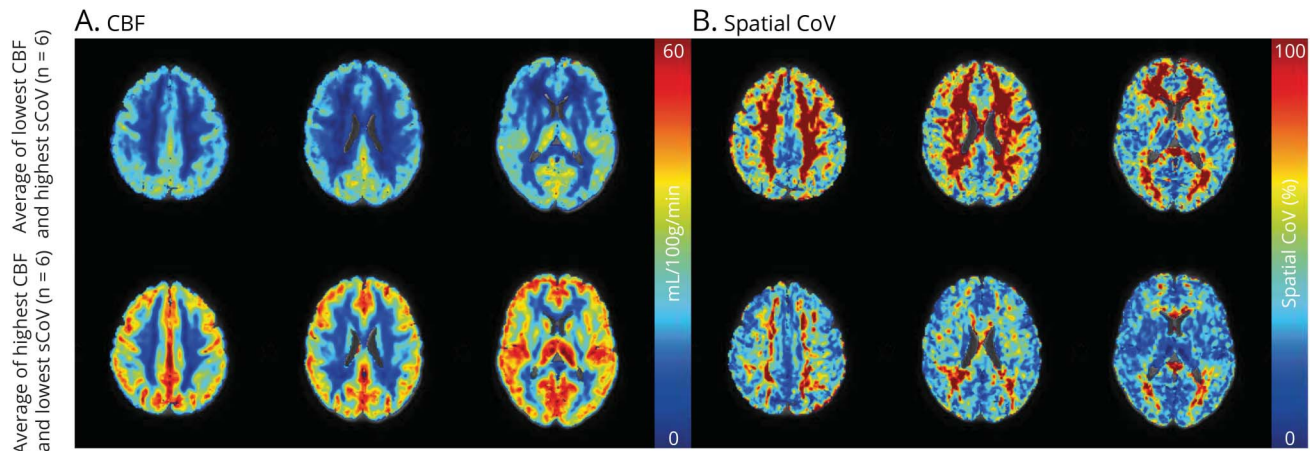 A. CBF
B. Spatial CoV
Average of lowest CBF
and highest sCoV (n = 6)
Average of highest CBF
and lowest sCoV (n = 6)
60
mL/100g/min
0
100
Spatial CoV (%)
0